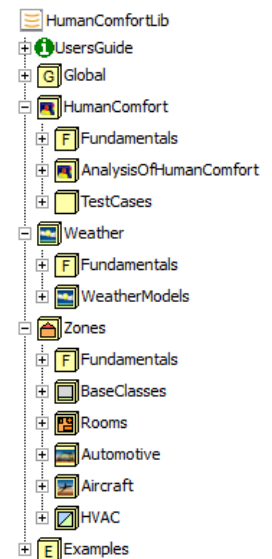 HumanComfortLib
i UsersGuide
G Global
HumanComfort
F Fundamentals
AnalysisOfHumanComfort
TestCases
Weather
F Fundamentals
WeatherModels
Zones
F Fundamentals
BaseClasses
Rooms
Automotive
Aircraft
HVAC
E Examples